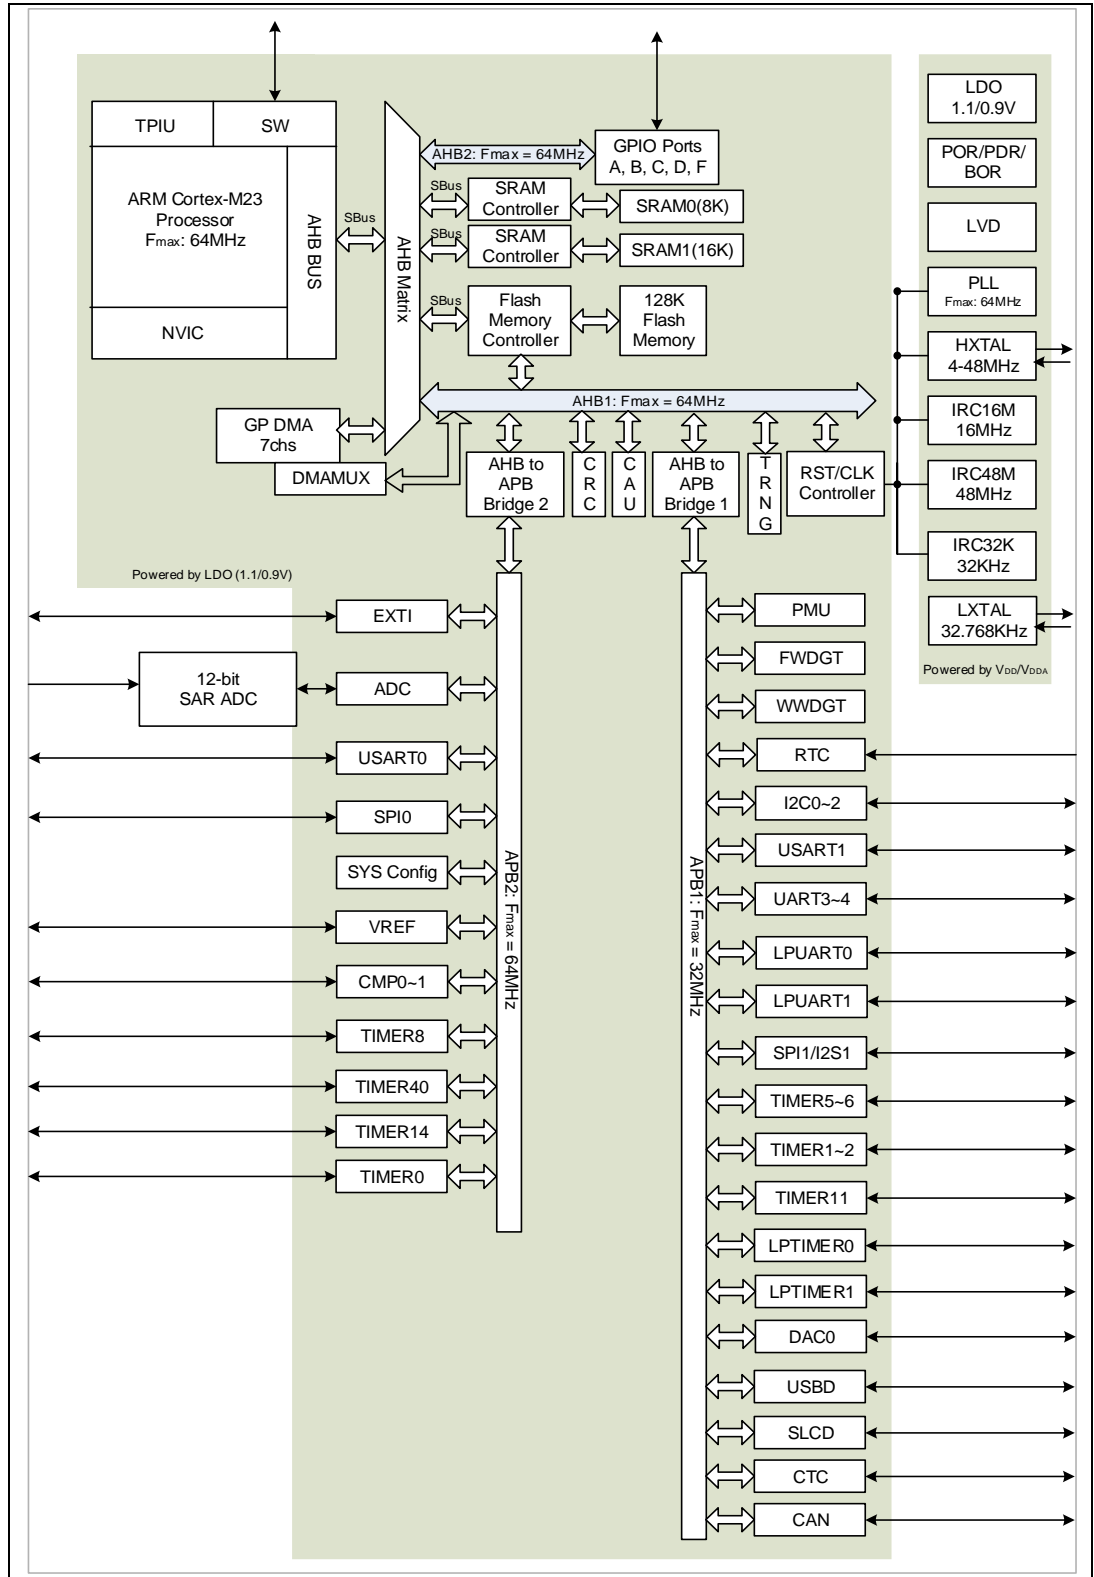 TPIU
SW
ARM Cortex-M23
Processor
Fmax: 64MHz
AHB BUS
NVIC
SBus
AHB Matrix
AHB2: Fmax = 64MHz
GPIO Ports
A, B, C, D, F
SBus
SRAM
Controller
SRAM0(8K)
SBus
SRAM
Controller
SRAM1(16K)
SBus
Flash
Memory
Controller
128K
Flash
Memory
AHB1: Fmax = 64MHz
GP DMA
7chs
DMAMUX
AHB to
APB
Bridge 2
CRC
CAU
AHB to
APB
Bridge 1
TRNG
RST/CLK
Controller
LDO
1.1/0.9V
POR/PDR/
BOR
LVD
PLL
Fmax: 64MHz
HXTAL
4-48MHz
IRC16M
16MHz
IRC48M
48MHz
IRC32K
32KHz
LXTAL
32.768KHz
Powered by VDD/VDDA
Powered by LDO (1.1/0.9V)
EXTI
12-bit
SAR ADC
ADC
USART0
SPI0
SYS Config
VREF
CMP0~1
TIMER8
TIMER40
TIMER14
TIMER0
APB2: Fmax = 64MHz
APB1: Fmax = 32MHz
PMU
FWDGT
WWDGT
RTC
I2C0~2
USART1
UART3~4
LPUART0
LPUART1
SPI1/I2S1
TIMER5~6
TIMER1~2
TIMER11
LPTIMER0
LPTIMER1
DAC0
USBD
SLCD
CTC
CAN